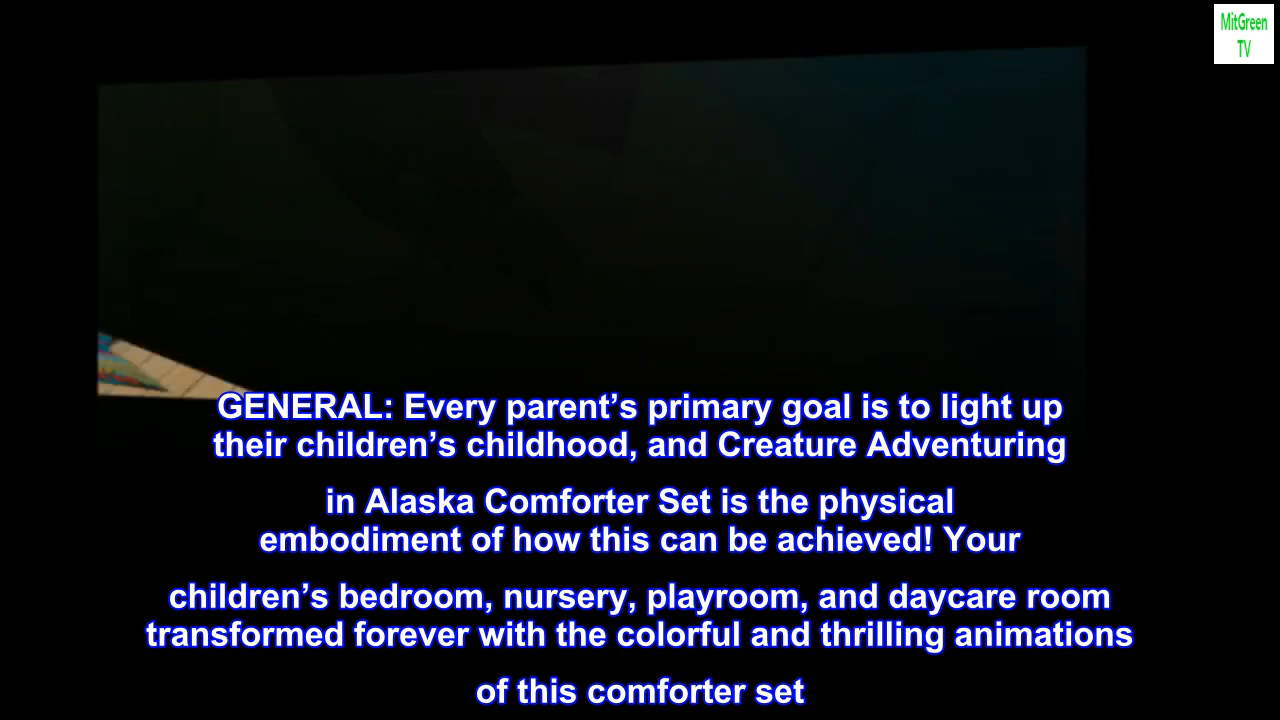 MitGreen
TV
GENERAL: Every parent’s primary goal is to light up
their children’s childhood, and Creature Adventuring
in Alaska Comforter Set is the physical
embodiment of how this can be achieved! Your
children’s bedroom, nursery, playroom, and daycare room
transformed forever with the colorful and thrilling animations
of this comforter set